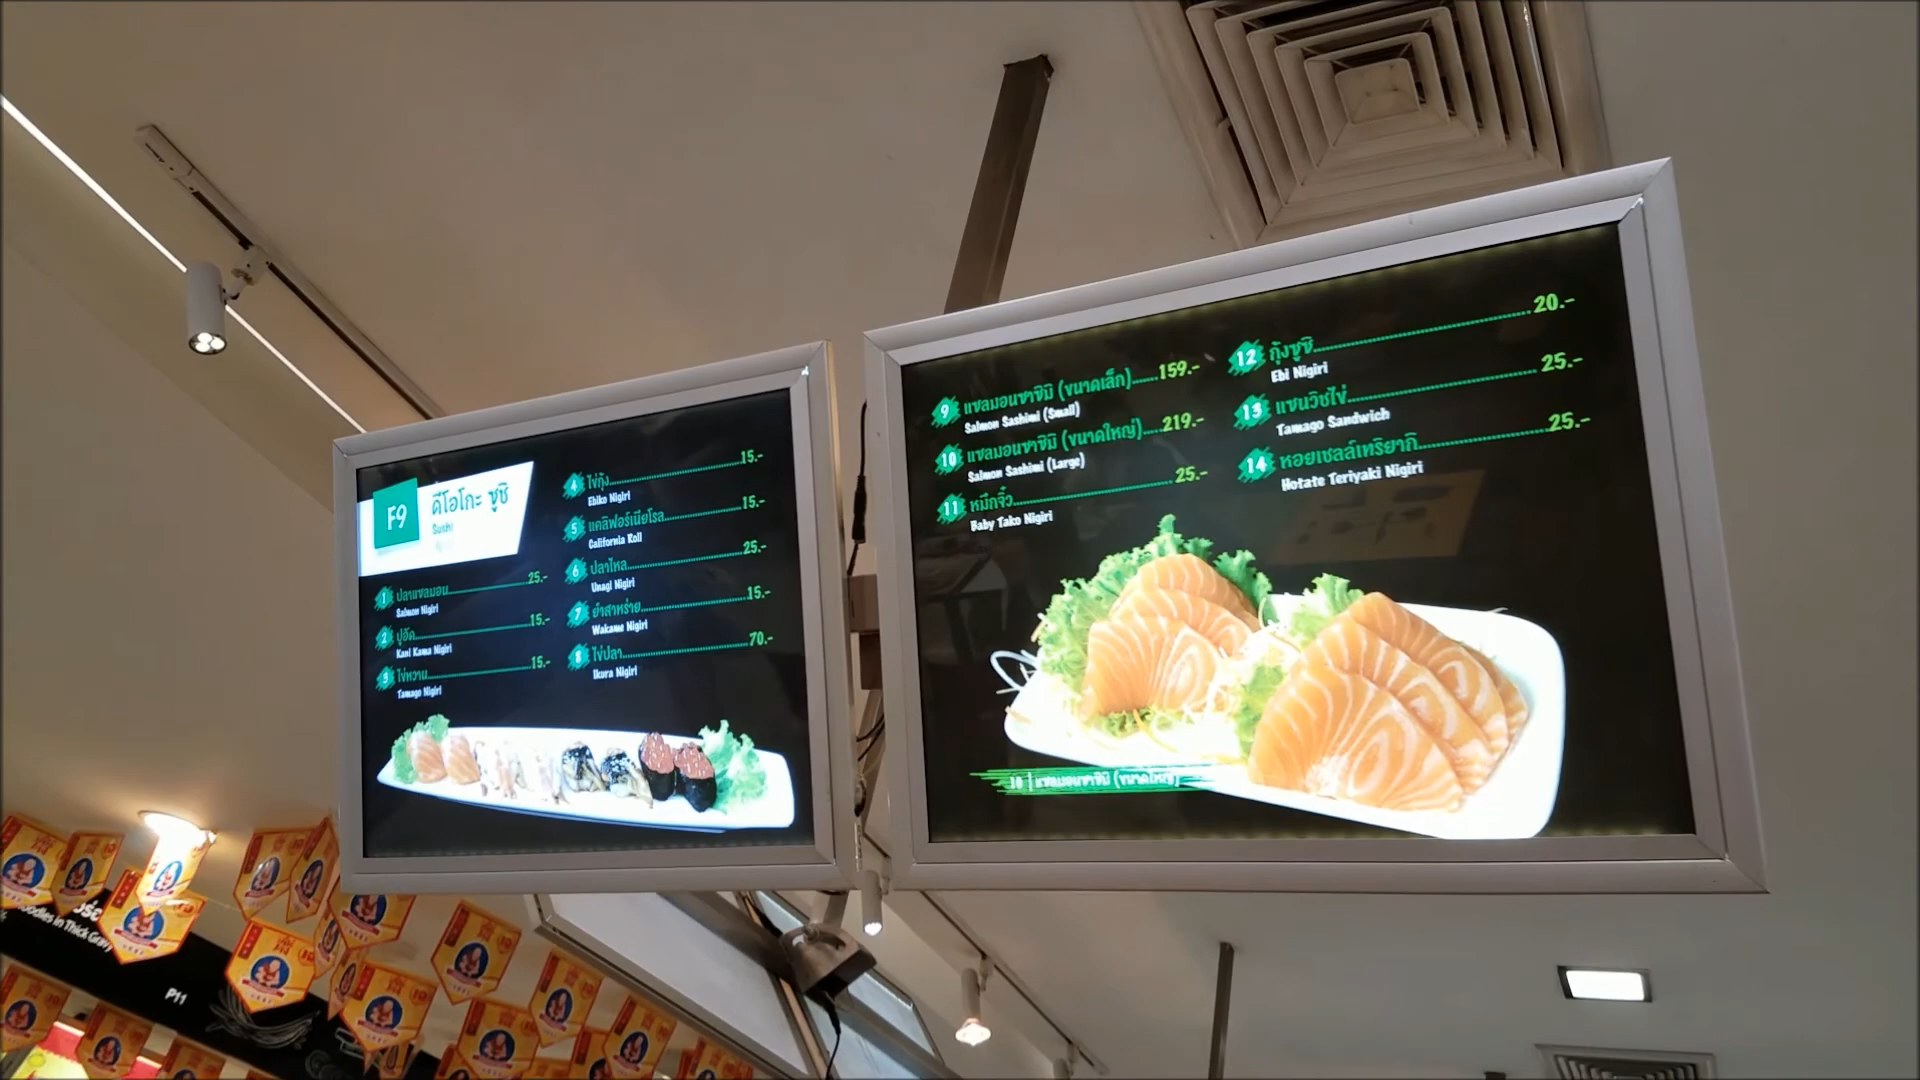 F9
ดีโอโกะ ซูชิ
Sushi
1 ปลาแซลมอน 25.-
Salmon Nigiri
2 ปูอัด 15.-
Kani Kama Nigiri
3 ไข่หวาน 15.-
Tamago Nigiri
4 ไข่กุ้ง 15.-
Ebiko Nigiri
5 แคลิฟอร์เนียโรล 15.-
California Roll
6 ปลาไหล 25.-
Unagi Nigiri
7 ยำสาหร่าย 15.-
Wakame Nigiri
8 ไข่ปลา 70.-
Ikura Nigiri
9 แซลมอนซาชิมิ (ขนาดเล็ก) 159.-
Salmon Sashimi (Small)
10 แซลมอนซาชิมิ (ขนาดใหญ่) 219.-
Salmon Sashimi (Large)
11 หมึกจิ๋ว 25.-
Baby Tako Nigiri
12 กุ้งซูชิ 20.-
Ebi Nigiri
13 แซนวิชไข่ 25.-
Tamago Sandwich
14 หอยเชลล์เทริยากิ 25.-
Hotate Teriyaki Nigiri
10 | แซลมอนซาชิมิ (ขนาดใหญ่)
Noodles in Thick Gravy
P11